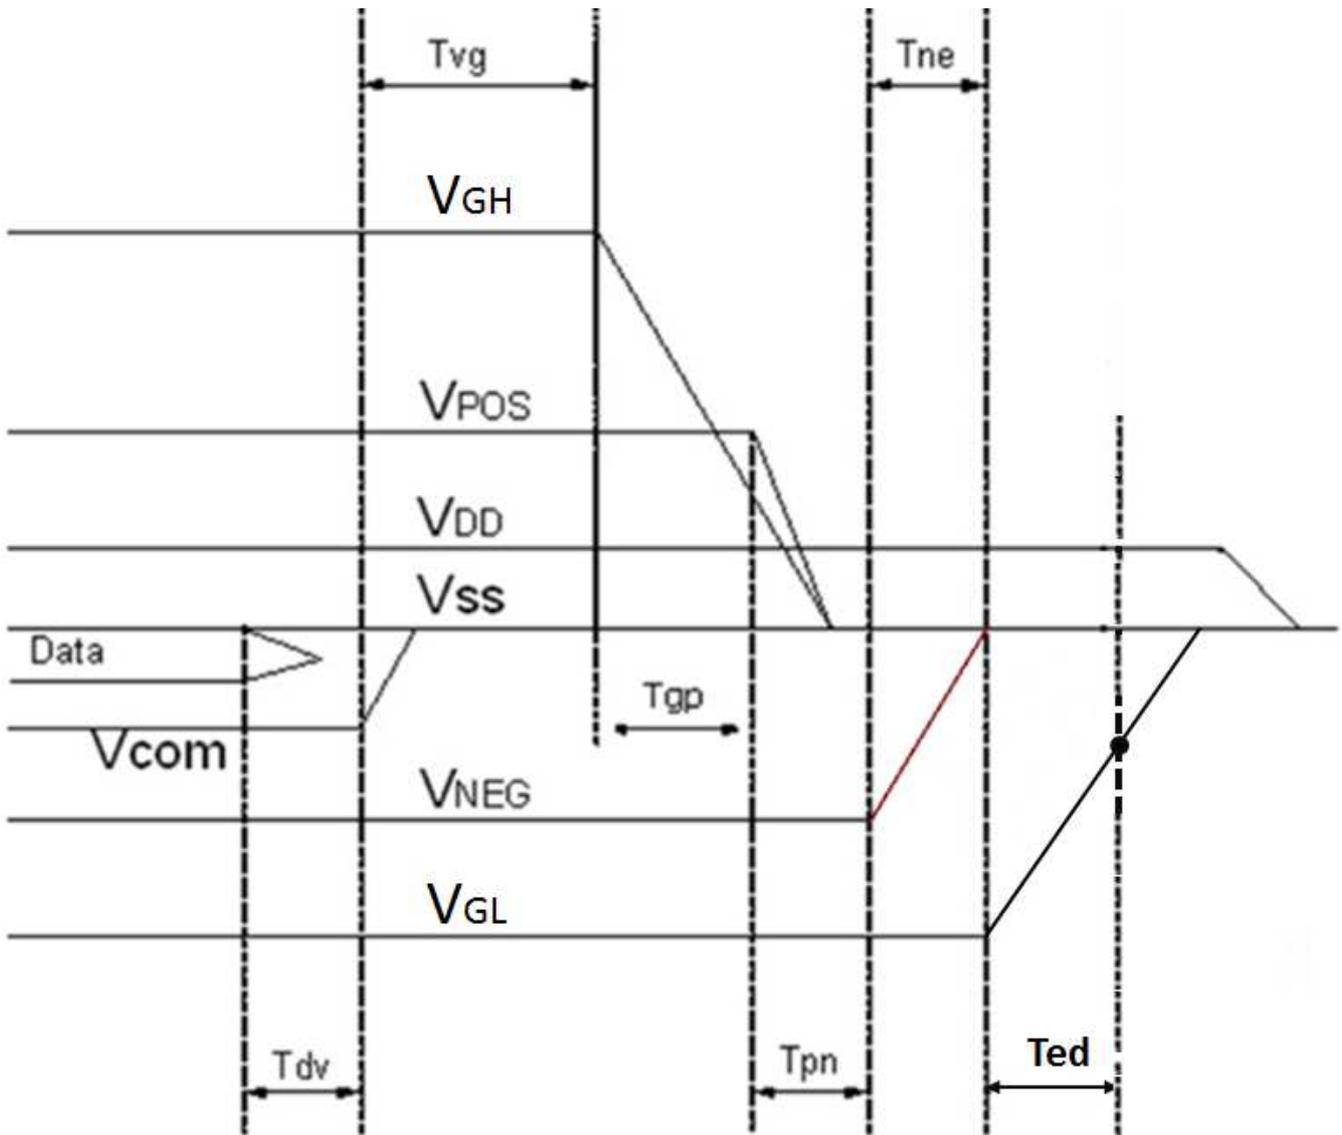 Tvg
Tne
VGH
VPOS
VDD
Vss
Data
Tgp
Vcom
VNEG
VGL
Tdv
Tpn
Ted